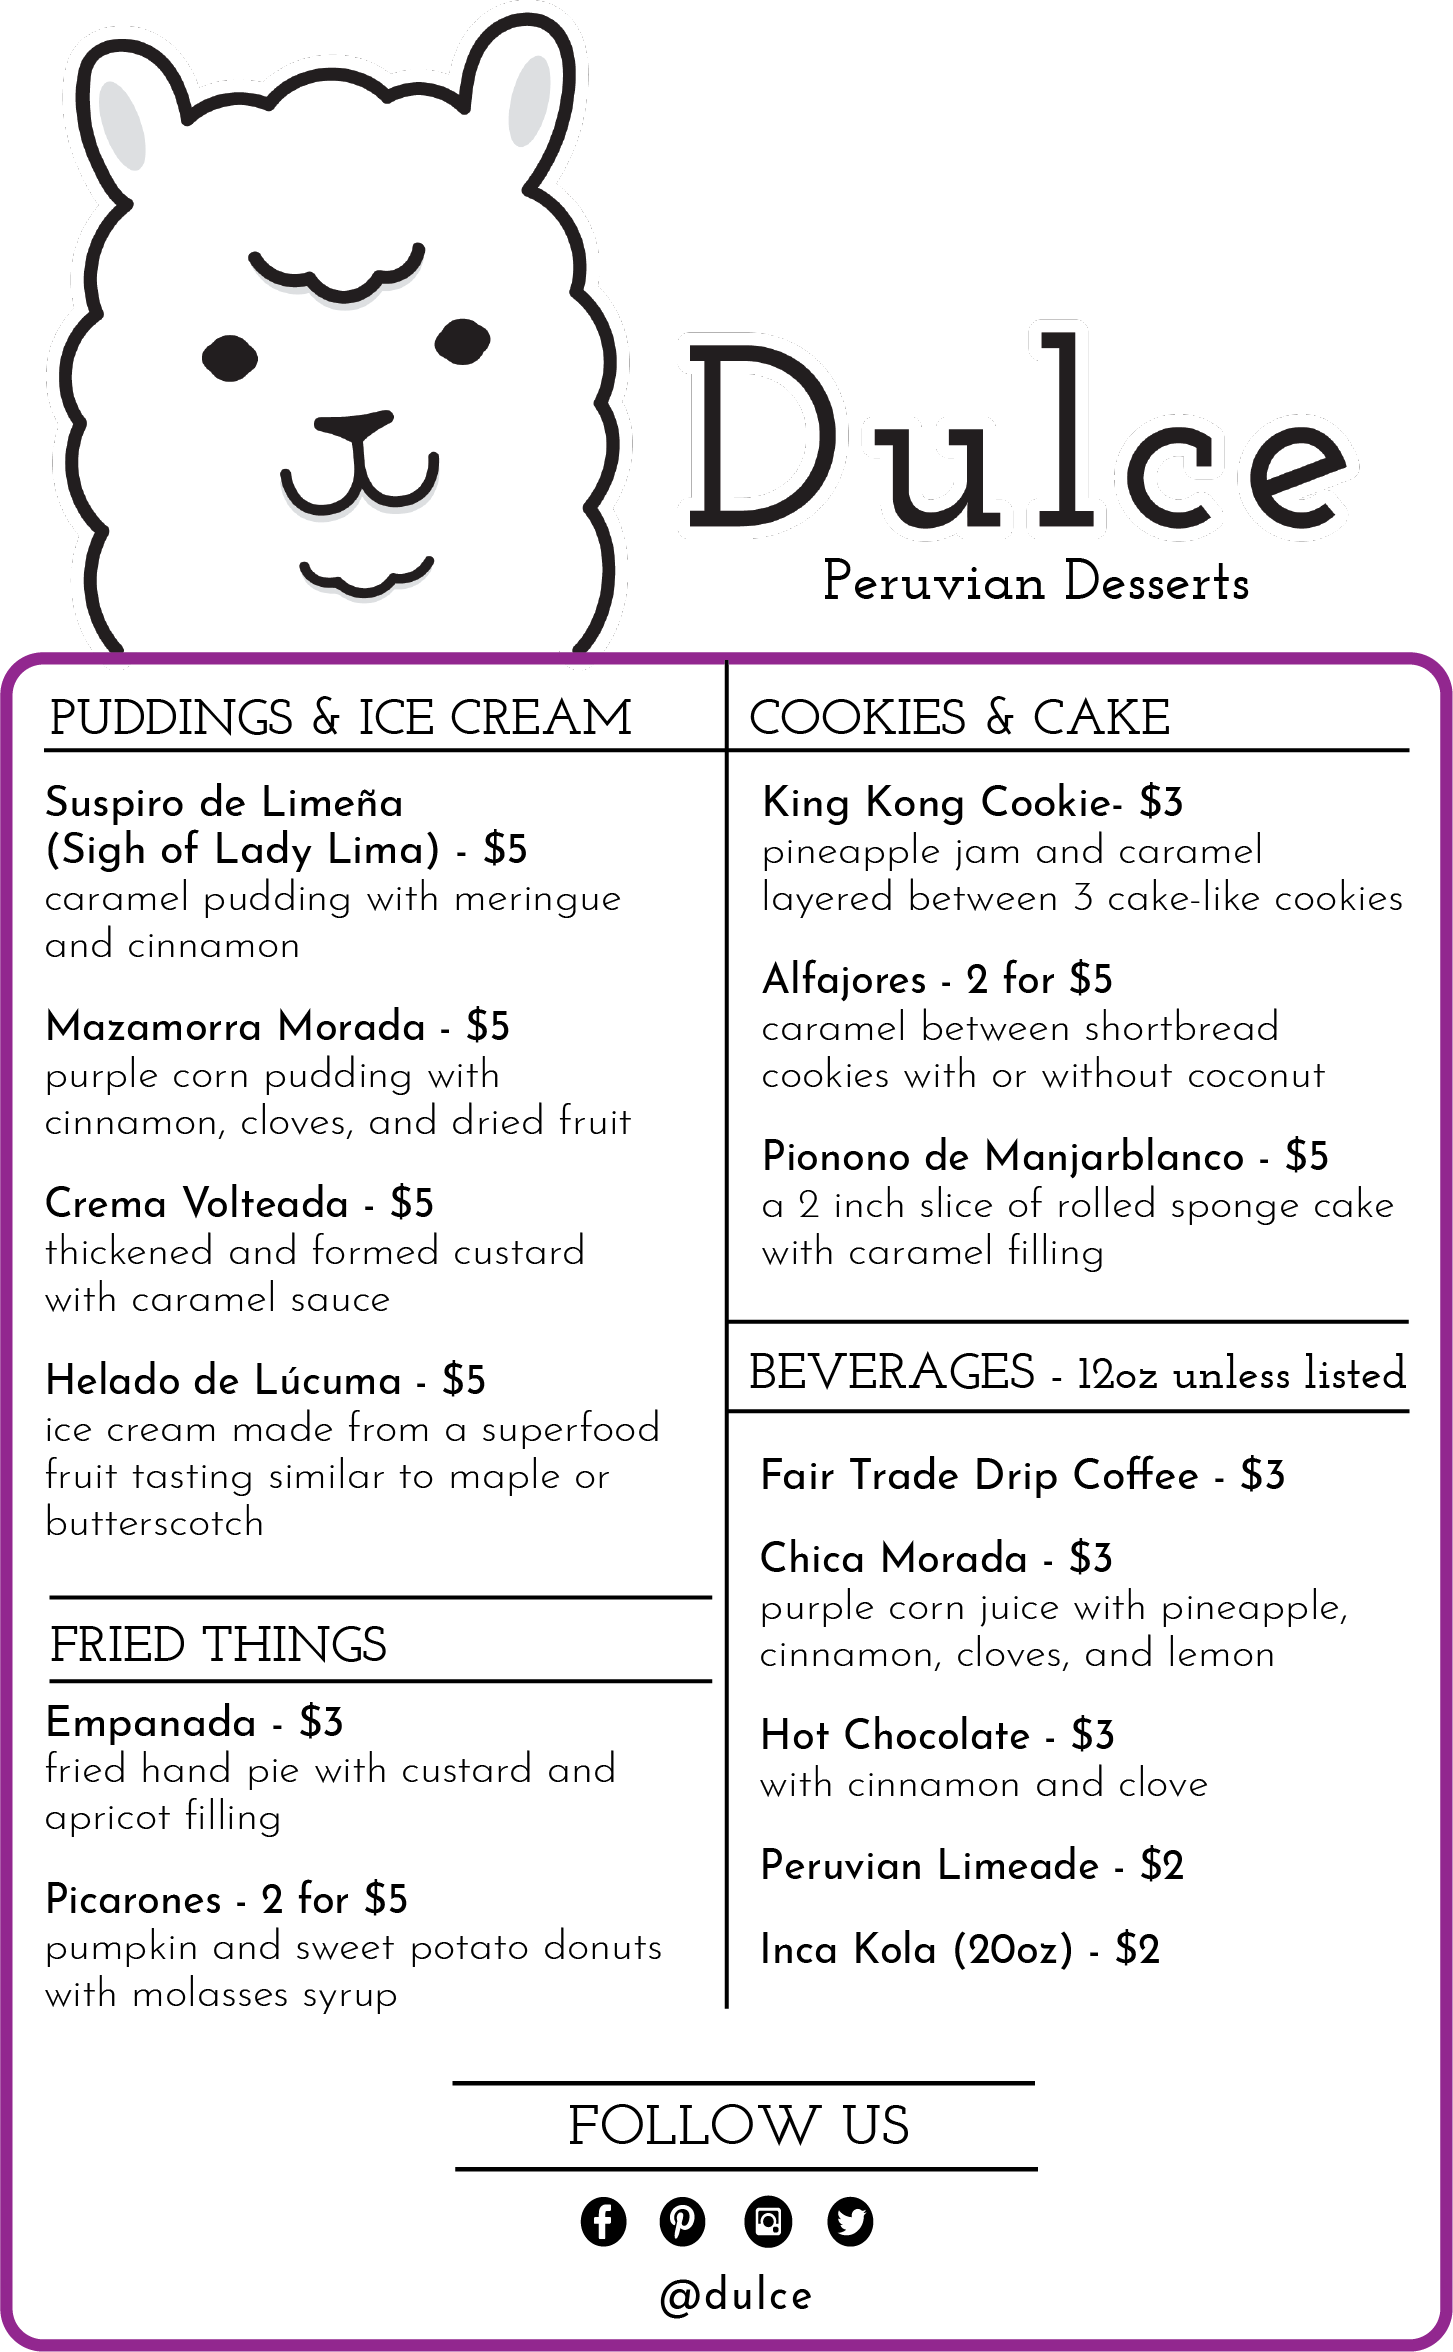 Dulce
Peruvian Desserts
PUDDINGS & ICE CREAM
Suspiro de Limeña
(Sigh of Lady Lima) - $5
caramel pudding with meringue
and cinnamon
Mazamorra Morada - $5
purple corn pudding with
cinnamon, cloves, and dried fruit
Crema Volteada - $5
thickened and formed custard
with caramel sauce
Helado de Lúcuma - $5
ice cream made from a superfood
fruit tasting similar to maple or
butterscotch
FRIED THINGS
Empanada - $3
fried hand pie with custard and
apricot filling
Picarones - 2 for $5
pumpkin and sweet potato donuts
with molasses syrup
COOKIES & CAKE
King Kong Cookie- $3
pineapple jam and caramel
layered between 3 cake-like cookies
Alfajores - 2 for $5
caramel between shortbread
cookies with or without coconut
Pionono de Manjarblanco - $5
a 2 inch slice of rolled sponge cake
with caramel filling
BEVERAGES - 12oz unless listed
Fair Trade Drip Coffee - $3
Chica Morada - $3
purple corn juice with pineapple,
cinnamon, cloves, and lemon
Hot Chocolate - $3
with cinnamon and clove
Peruvian Limeade - $2
Inca Kola (20oz) - $2
FOLLOW US
@dulce